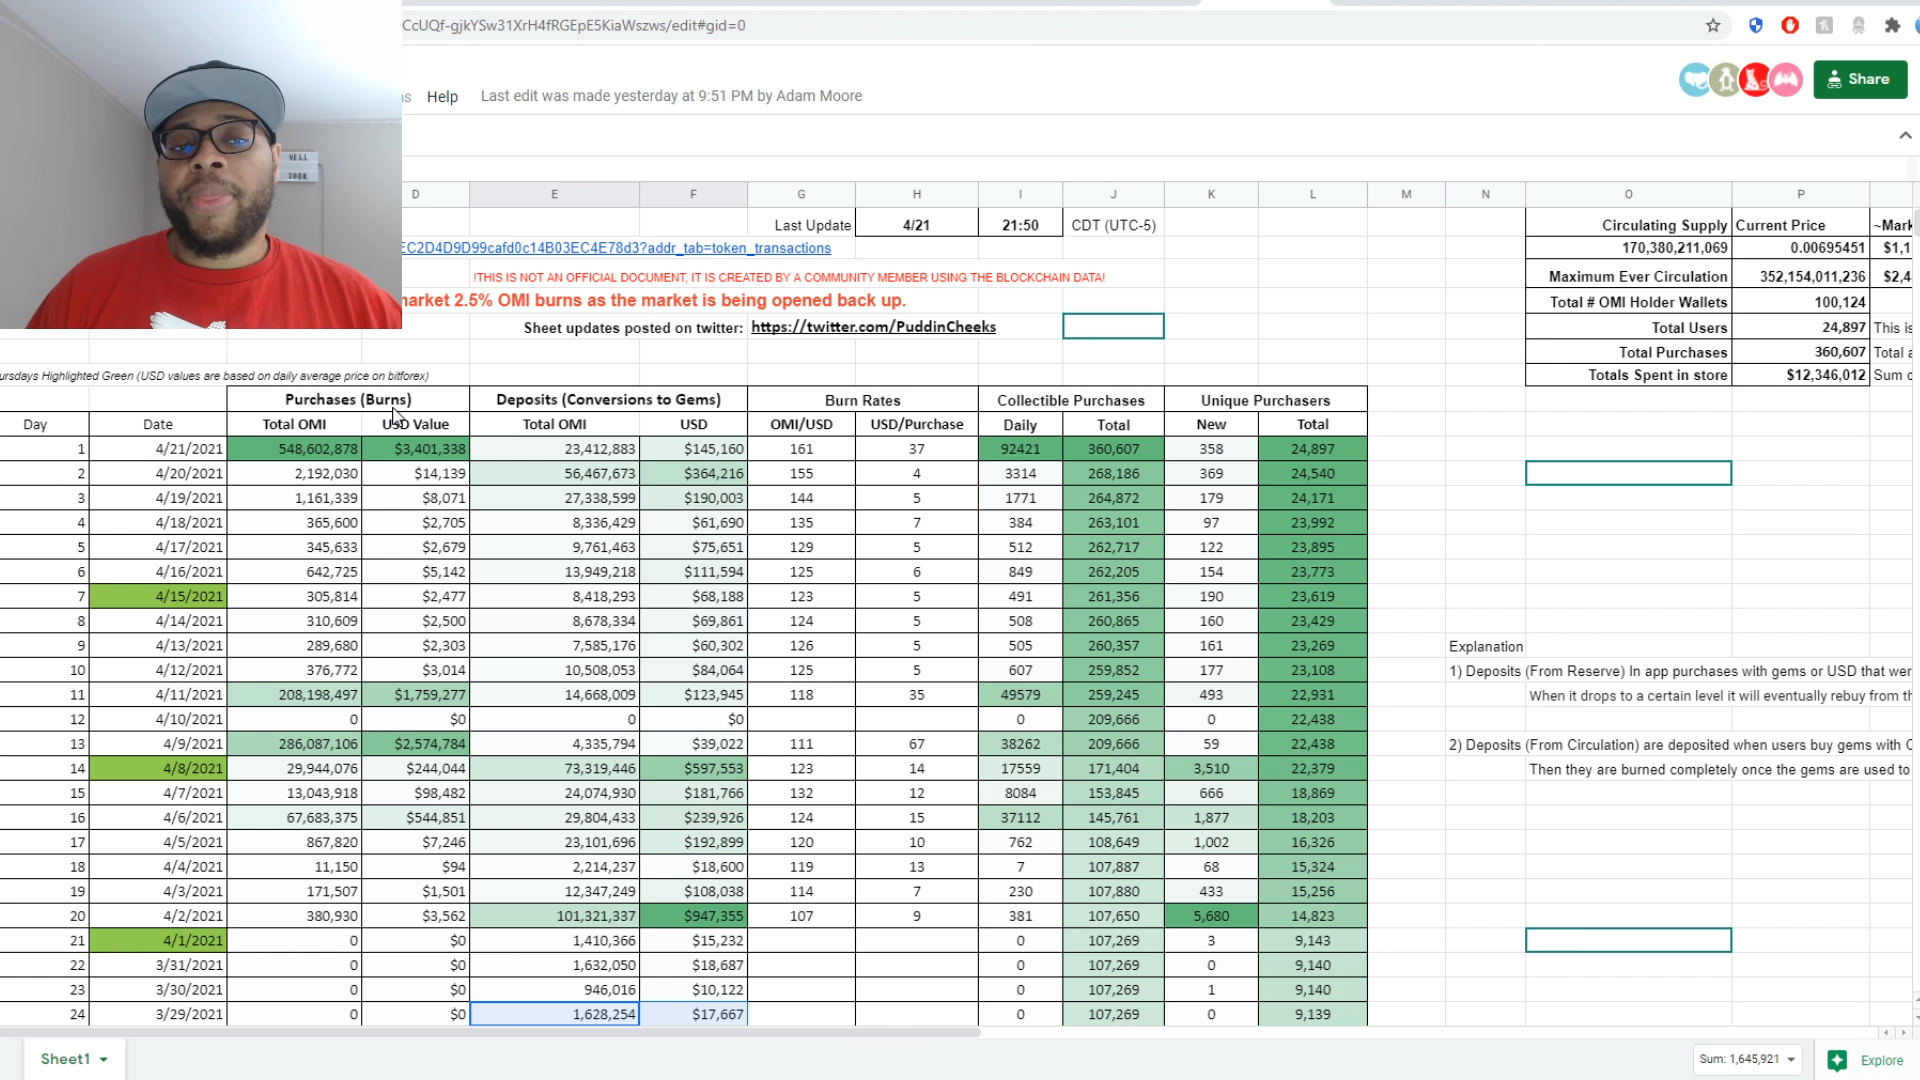 CcUQf-gjkYSw31XrH4fRGEpE5KiaWszws/edit#gid=0
Help Last edit was made yesterday at 9:51 PM by Adam Moore
Share
D E F G H I J K L M N O P
Last Update 4/21 21:50 CDT (UTC-5) Circulating Supply Current Price ~Mark
EC2D4D9D99cafd0c14B03EC4E78d3?addr_tab=token_transactions 170,380,211,069 0.00695451 $1,1
!THIS IS NOT AN OFFICIAL DOCUMENT, IT IS CREATED BY A COMMUNITY MEMBER USING THE BLOCKCHAIN DATA! Maximum Ever Circulation 352,154,011,236 $2,4
market 2.5% OMI burns as the market is being opened back up. Total # OMI Holder Wallets 100,124
Sheet updates posted on twitter: https://twitter.com/PuddinCheeks Total Users 24,897 This is
Total Purchases 360,607 Total a
ursdays Highlighted Green (USD values are based on daily average price on bitforex) Totals Spent in store $12,346,012 Sum o
Purchases (Burns) Deposits (Conversions to Gems) Burn Rates Collectible Purchases Unique Purchasers
Day Date Total OMI USD Value Total OMI USD OMI/USD USD/Purchase Daily Total New Total
1 4/21/2021 548,602,878 $3,401,338 23,412,883 $145,160 161 37 92421 360,607 358 24,897
2 4/20/2021 2,192,030 $14,139 56,467,673 $364,216 155 4 3314 268,186 369 24,540
3 4/19/2021 1,161,339 $8,071 27,338,599 $190,003 144 5 1771 264,872 179 24,171
4 4/18/2021 365,600 $2,705 8,336,429 $61,690 135 7 384 263,101 97 23,992
5 4/17/2021 345,633 $2,679 9,761,463 $75,651 129 5 512 262,717 122 23,895
6 4/16/2021 642,725 $5,142 13,949,218 $111,594 125 6 849 262,205 154 23,773
7 4/15/2021 305,814 $2,477 8,418,293 $68,188 123 5 491 261,356 190 23,619
8 4/14/2021 310,609 $2,500 8,678,334 $69,861 124 5 508 260,865 160 23,429
9 4/13/2021 289,680 $2,303 7,585,176 $60,302 126 5 505 260,357 161 23,269 Explanation
10 4/12/2021 376,772 $3,014 10,508,053 $84,064 125 5 607 259,852 177 23,108 1) Deposits (From Reserve) In app purchases with gems or USD that wer
11 4/11/2021 208,198,497 $1,759,277 14,668,009 $123,945 118 35 49579 259,245 493 22,931 When it drops to a certain level it will eventually rebuy from th
12 4/10/2021 0 $0 0 $0 0 209,666 0 22,438
13 4/9/2021 286,087,106 $2,574,784 4,335,794 $39,022 111 67 38262 209,666 59 22,438 2) Deposits (From Circulation) are deposited when users buy gems with O
14 4/8/2021 29,944,076 $244,044 73,319,446 $597,553 123 14 17559 171,404 3,510 22,379 Then they are burned completely once the gems are used to
15 4/7/2021 13,043,918 $98,482 24,074,930 $181,766 132 12 8084 153,845 666 18,869
16 4/6/2021 67,683,375 $544,851 29,804,433 $239,926 124 15 37112 145,761 1,877 18,203
17 4/5/2021 867,820 $7,246 23,101,696 $192,899 120 10 762 108,649 1,002 16,326
18 4/4/2021 11,150 $94 2,214,237 $18,600 119 13 7 107,887 68 15,324
19 4/3/2021 171,507 $1,501 12,347,249 $108,038 114 7 230 107,880 433 15,256
20 4/2/2021 380,930 $3,562 101,321,337 $947,355 107 9 381 107,650 5,680 14,823
21 4/1/2021 0 $0 1,410,366 $15,232 0 107,269 3 9,143
22 3/31/2021 0 $0 1,632,050 $18,687 0 107,269 0 9,140
23 3/30/2021 0 $0 946,016 $10,122 0 107,269 1 9,140
24 3/29/2021 0 $0 1,628,254 $17,667 0 107,269 0 9,139
Sheet1 Sum: 1,645,921 Explore